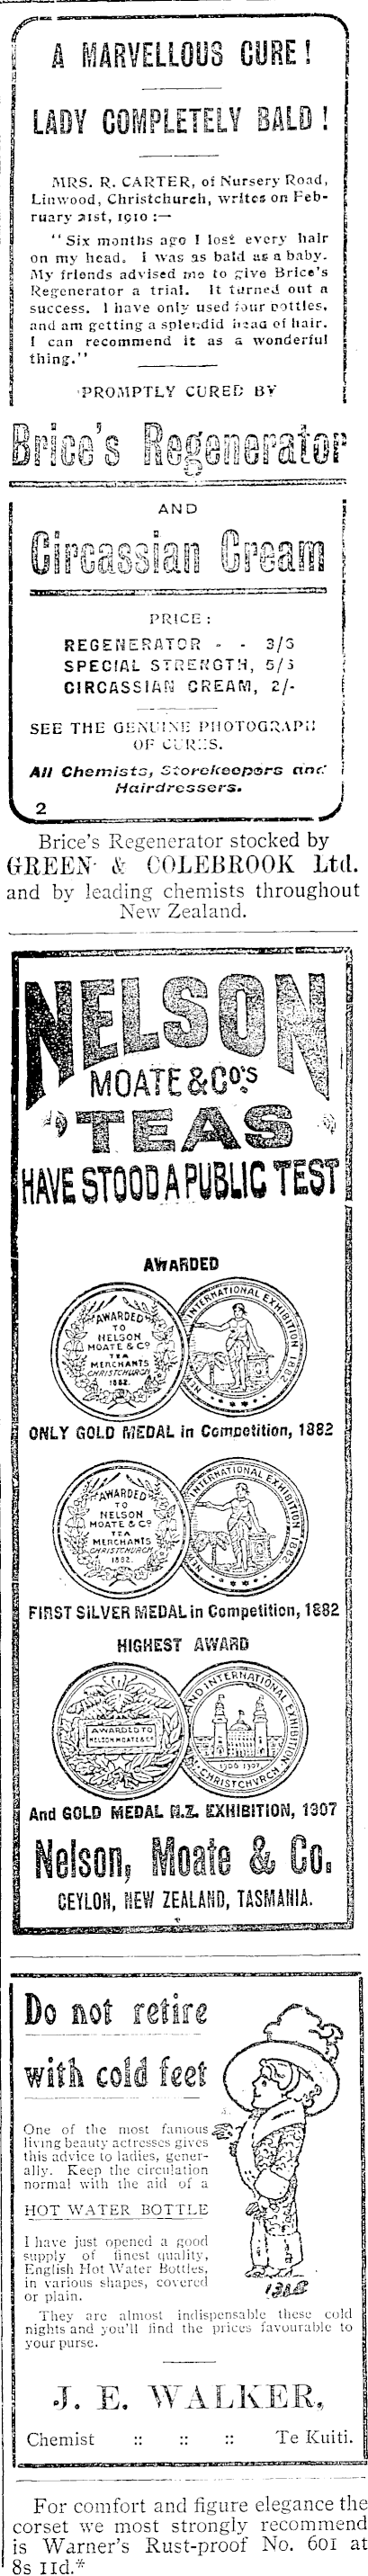 A MARVELLOUS CURE!
LADY COMPLETELY BALD!
MRS. R. CARTER, of Nursery Road,
Linwood, Christchurch, writes on Feb-
ruary 21st, 1910 :—
"Six months ago I lost every hair
on my head. I was as bald as a baby.
My friends advised me to give Brice's
Regenerator a trial. It turned out a
success. I have only used four bottles,
and am getting a splendid head of hair.
I can recommend it as a wonderful
thing."
PROMPTLY CURED BY
Brice's Regenerator
AND
Circassian Cream
PRICE :
REGENERATOR - - 3/6
SPECIAL STRENGTH, 5/6
CIRCASSIAN CREAM, 2/-
SEE THE GENUINE PHOTOGRAPH
OF CURES.
All Chemists, Storekeepers and
Hairdressers.
2
Brice's Regenerator stocked by
GREEN & COLEBROOK Ltd.
and by leading chemists throughout
New Zealand.
NELSON
MOATE & CO'S
TEAS
HAVE STOOD A PUBLIC TEST
AWARDED
AWARDED
TO
NELSON
MOATE & CO
TEA
MERCHANTS
CHRISTCHURCH
1882.
NEW INTERNATIONAL EXHIBITION 1882
ONLY GOLD MEDAL in Competition, 1882
AWARDED
TO
NELSON
MOATE & CO
TEA
MERCHANTS
CHRISTCHURCH
1882.
INTERNATIONAL EXHIBITION 1882
FIRST SILVER MEDAL in Competition, 1882
HIGHEST AWARD
AWARDED TO
NELSON MOATE & CO
INTERNATIONAL EXHIBITION
1906 1907
CHRISTCHURCH
And GOLD MEDAL N.Z. EXHIBITION, 1907
Nelson, Moate & Co.
CEYLON, NEW ZEALAND, TASMANIA.
Do not retire
with cold feet
One of the most famous
living beauty actresses gives
this advice to ladies, gener-
ally. Keep the circulation
normal with the aid of a
HOT WATER BOTTLE
I have just opened a good
supply of finest quality,
English Hot Water Bottles,
in various shapes, covered
or plain.
They are almost indispensable these cold
nights and you'll find the prices favourable to
your purse.
J. E. WALKER,
Chemist :: :: :: Te Kuiti.
For comfort and figure elegance the
corset we most strongly recommend
is Warner's Rust-proof No. 601 at
8s 11d.*